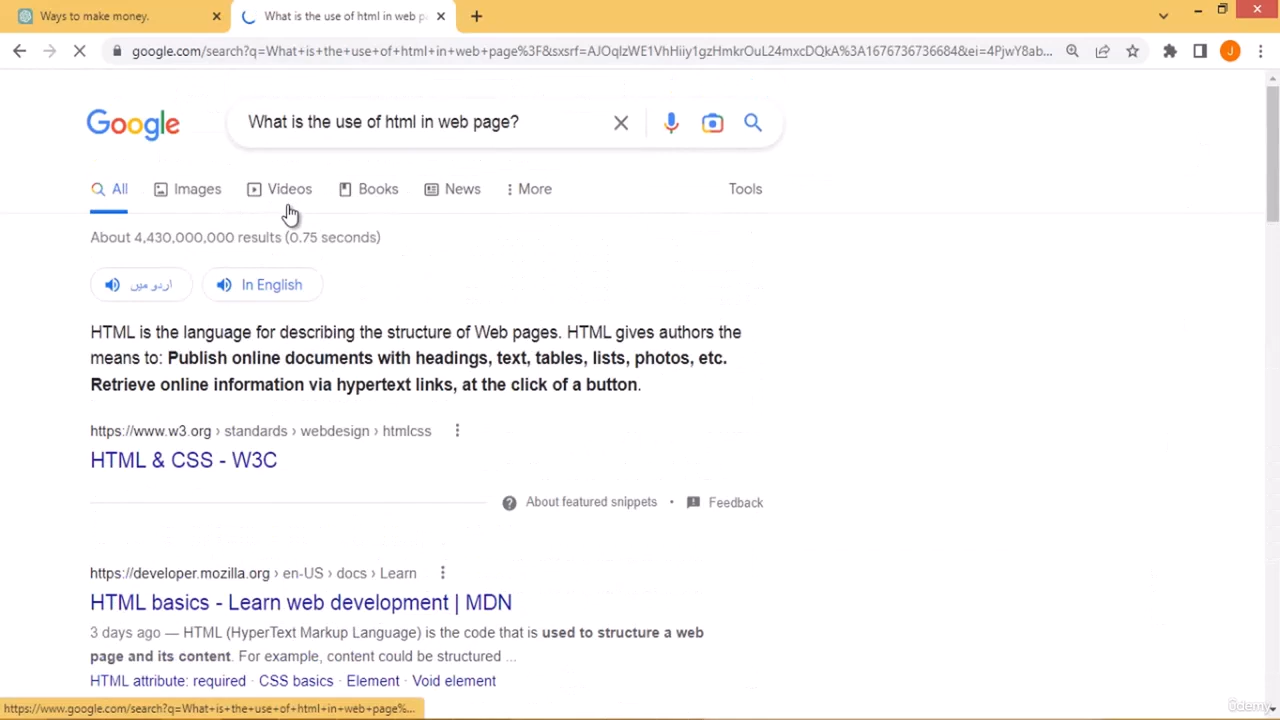 Ways to make money.
What is the use of html in web p
google.com/search?q=What+is+the+use+of+html+in+web+page%3F&sxsrf=AJOqlzWE1VhHiiy1gzHmkrOuL24mxcDQkA%3A1676736736684&ei=4PjwY8ab...
J
Google
What is the use of html in web page?
All Images Videos Books News More Tools
About 4,430,000,000 results (0.75 seconds)
اردو میں In English
HTML is the language for describing the structure of Web pages. HTML gives authors the
means to: Publish online documents with headings, text, tables, lists, photos, etc.
Retrieve online information via hypertext links, at the click of a button.
https://www.w3.org › standards › webdesign › htmlcss
HTML & CSS - W3C
About featured snippets • Feedback
https://developer.mozilla.org › en-US › docs › Learn
HTML basics - Learn web development | MDN
3 days ago — HTML (HyperText Markup Language) is the code that is used to structure a web
page and its content. For example, content could be structured ...
HTML attribute: required · CSS basics · Element · Void element
https://www.google.com/search?q=What+is+the+use+of+html+in+web+page%...
ûdemy